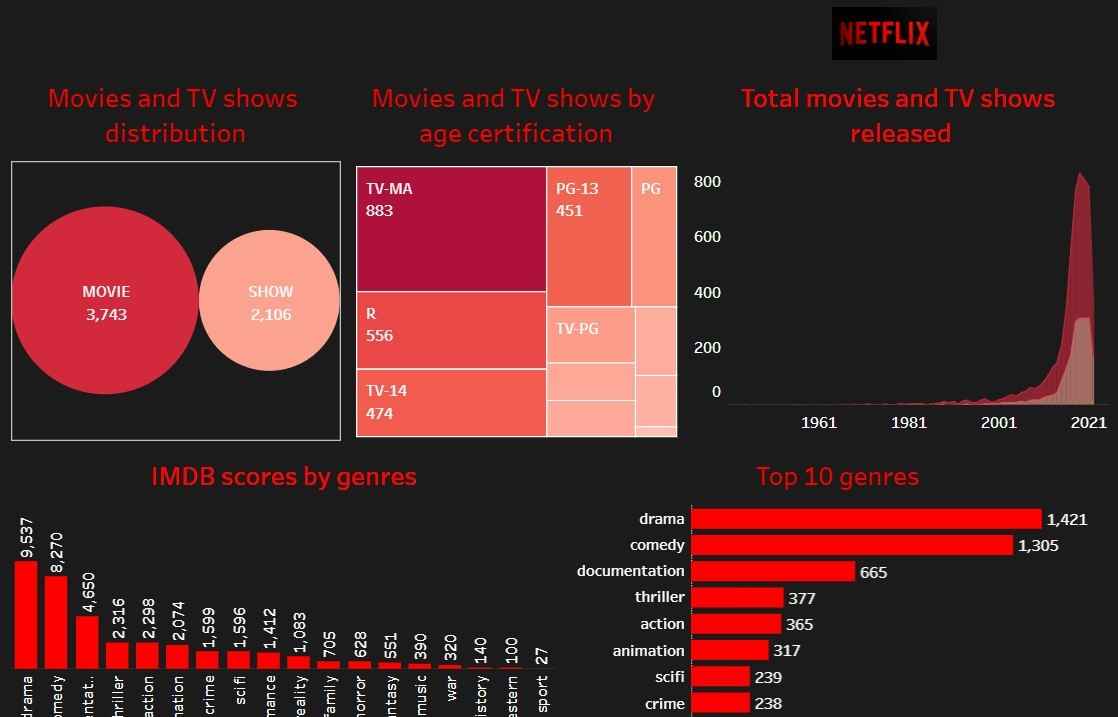 NETFLIX
Movies and TV shows
distribution
MOVIE
3,743
SHOW
2,106
Movies and TV shows by
age certification
TV-MA
883
R
556
TV-14
474
PG-13
451
PG
TV-PG
Total movies and TV shows
released
800
600
400
200
0
1961 1981 2001 2021
IMDB scores by genres
9,537 8,270 4,650 2,316 2,298 2,074 1,599 1,596 1,412 1,083 705 628 551 390 320 140 100 27
drama omedy entat.. hriller action nation crime scifi mance eality family horror ntasy music war istory estern sport
Top 10 genres
drama 1,421
comedy 1,305
documentation 665
thriller 377
action 365
animation 317
scifi 239
crime 238